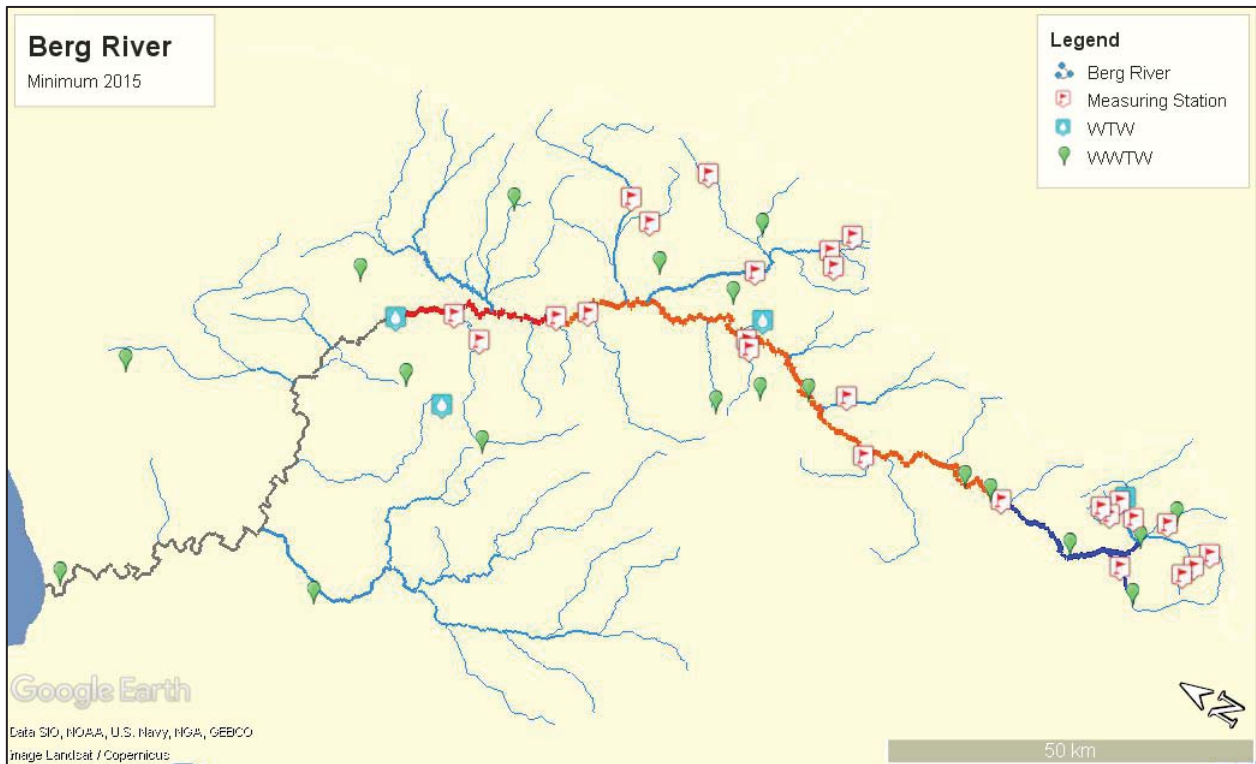 Berg River
Minimum 2015
Legend
Berg River
Measuring Station
WTW
WWTW
Google Earth
Data SIO, NOAA, U.S. Navy, NGA, GEBCO
Image Landsat / Copernicus
N
50 km